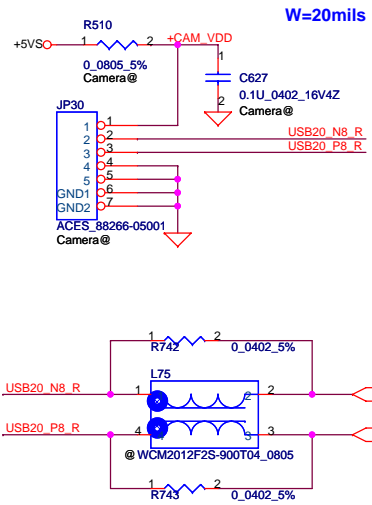 W=20mils
R510
+5VS 1 2 +CAM_VDD
0_0805_5%
Camera@
1
C627
0.1U_0402_16V4Z
2
Camera@
JP30
1 1
2 2 USB20_N8_R
3 3 USB20_P8_R
4 4
5 5
GND1 6
GND2 7
ACES_88266-05001
Camera@
1 2
R742 0_0402_5%
L75
USB20_N8_R 1 2 2
USB20_P8_R 4 3 3
@ WCM2012F2S-900T04_0805
1 2
R743 0_0402_5%